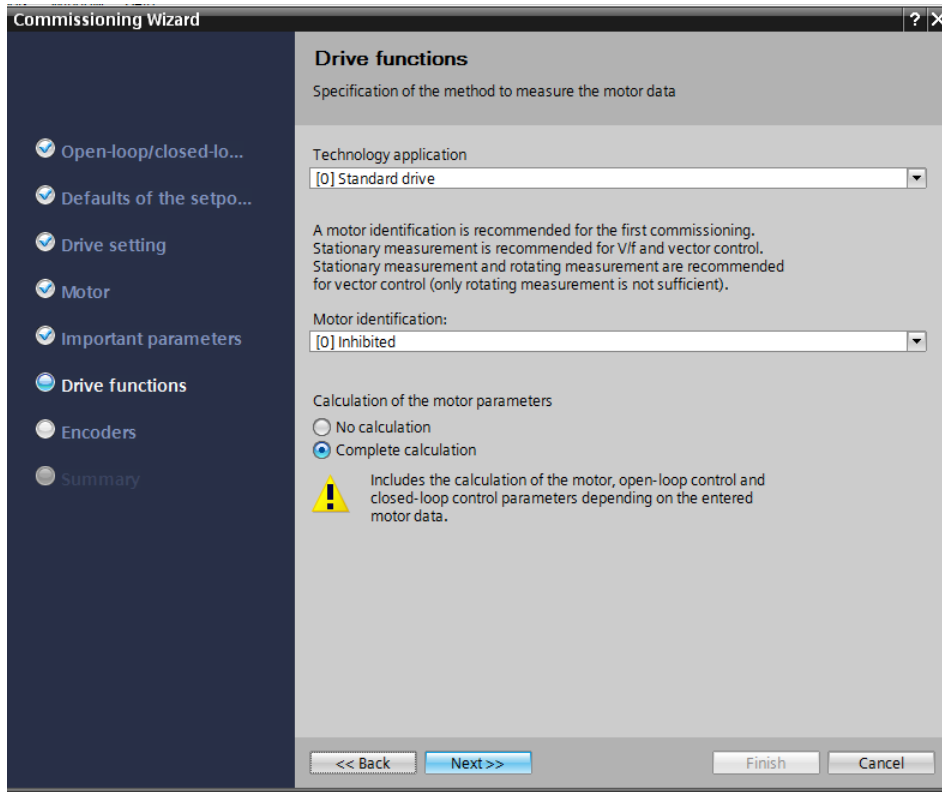 Commissioning Wizard
?
X
Drive functions
Specification of the method to measure the motor data
Open-loop/closed-lo...
Defaults of the setpo...
Drive setting
Motor
Important parameters
Drive functions
Encoders
Summary
Technology application
[0] Standard drive
A motor identification is recommended for the first commissioning.
Stationary measurement is recommended for V/f and vector control.
Stationary measurement and rotating measurement are recommended
for vector control (only rotating measurement is not sufficient).
Motor identification:
[0] Inhibited
Calculation of the motor parameters
No calculation
Complete calculation
Includes the calculation of the motor, open-loop control and
closed-loop control parameters depending on the entered
motor data.
<< Back
Next >>
Finish
Cancel